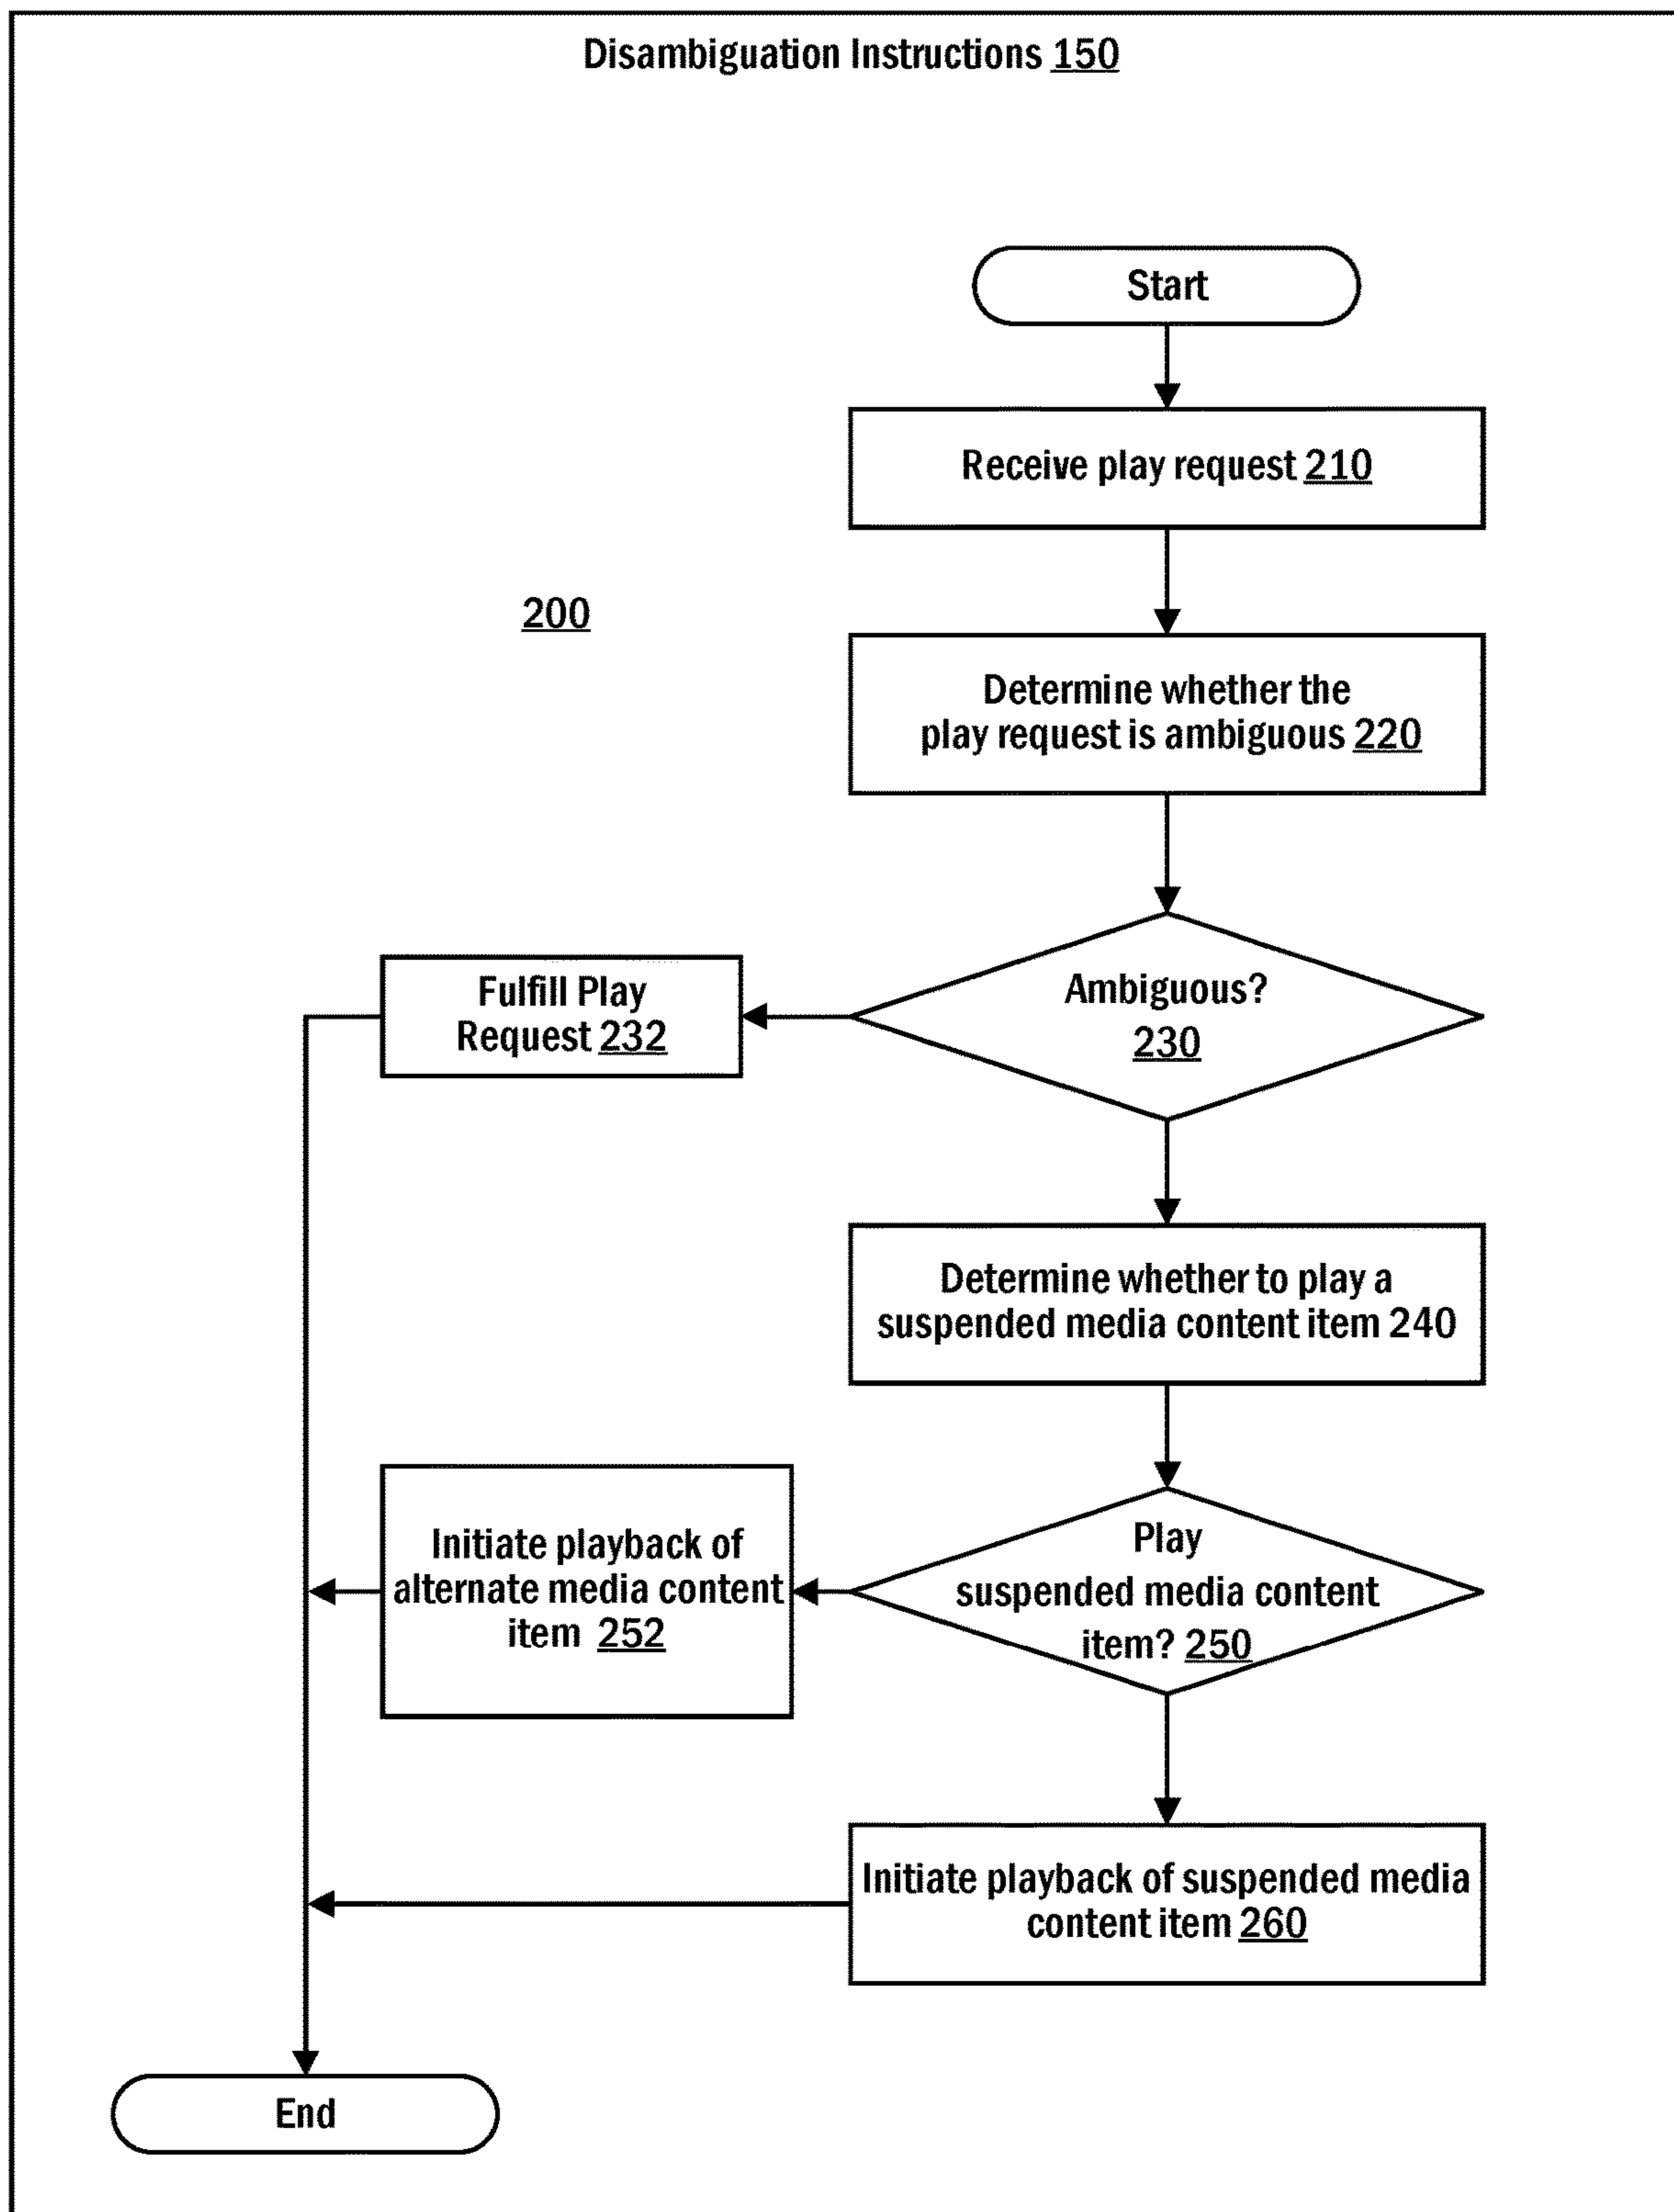 Disambiguation Instructions 150
Start
Receive play request 210
200
Determine whether the
play request is ambiguous 220
Ambiguous?
230
Fulfill Play
Request 232
Determine whether to play a
suspended media content item 240
Play
suspended media content
item? 250
Initiate playback of
alternate media content
item 252
Initiate playback of suspended media
content item 260
End